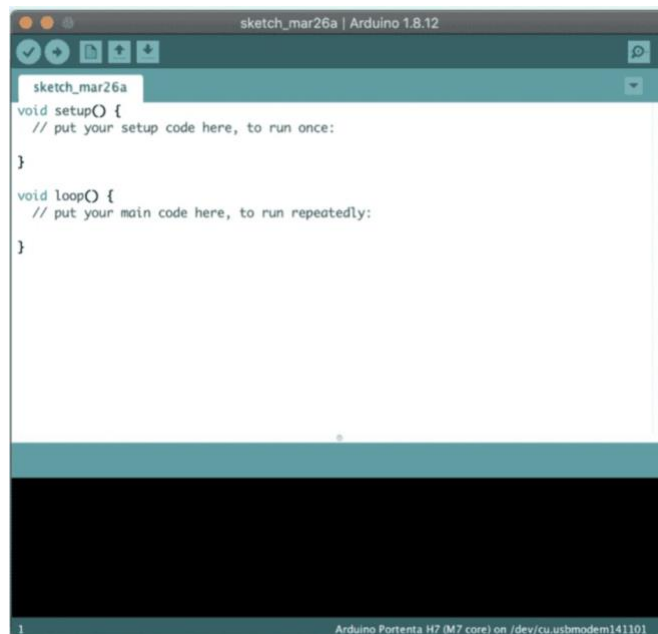 sketch_mar26a | Arduino 1.8.12
sketch_mar26a
void setup() {
// put your setup code here, to run once:
}
void loop() {
// put your main code here, to run repeatedly:
}
1
Arduino Portenta H7 (M7 core) on /dev/cu.usbmodem141101